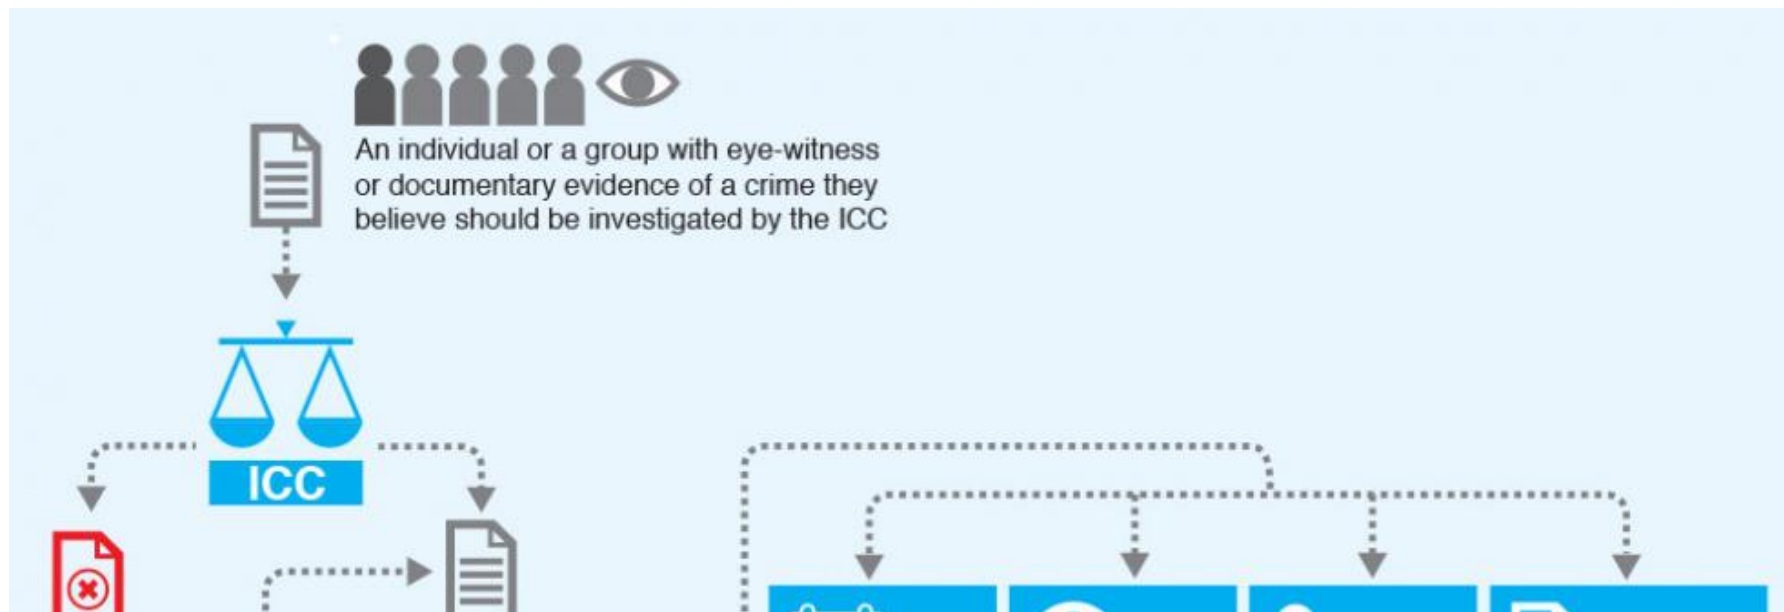 An individual or a group with eye-witness
or documentary evidence of a crime they
believe should be investigated by the ICC
ICC